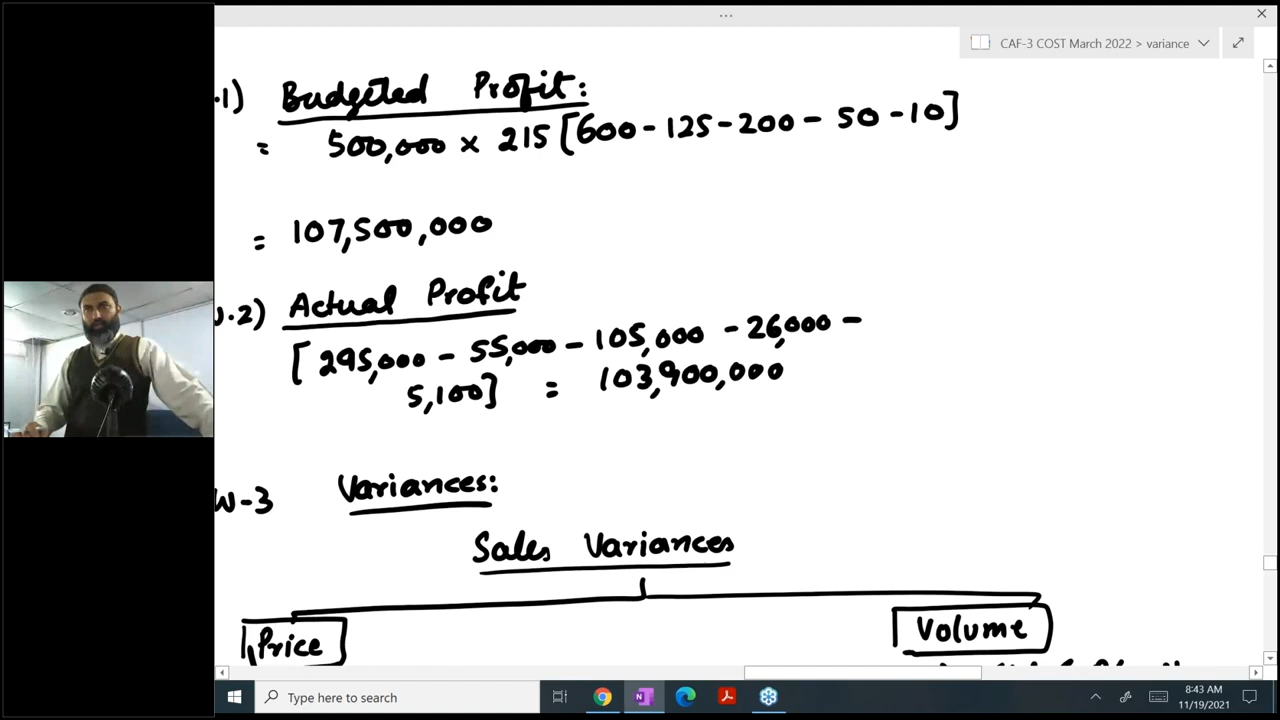 CAF-3 COST March 2022 > variance
.1) Budgeted Profit:
= 500,000 × 215 [600 - 125 - 200 - 50 - 10]
= 107,500,000
.2) Actual Profit
[295,000 - 55,000 - 105,000 - 26,000 -
5,100] = 103,900,000
W-3 Variances:
Sales Variances
Price Volume
Type here to search
8:43 AM
11/19/2021